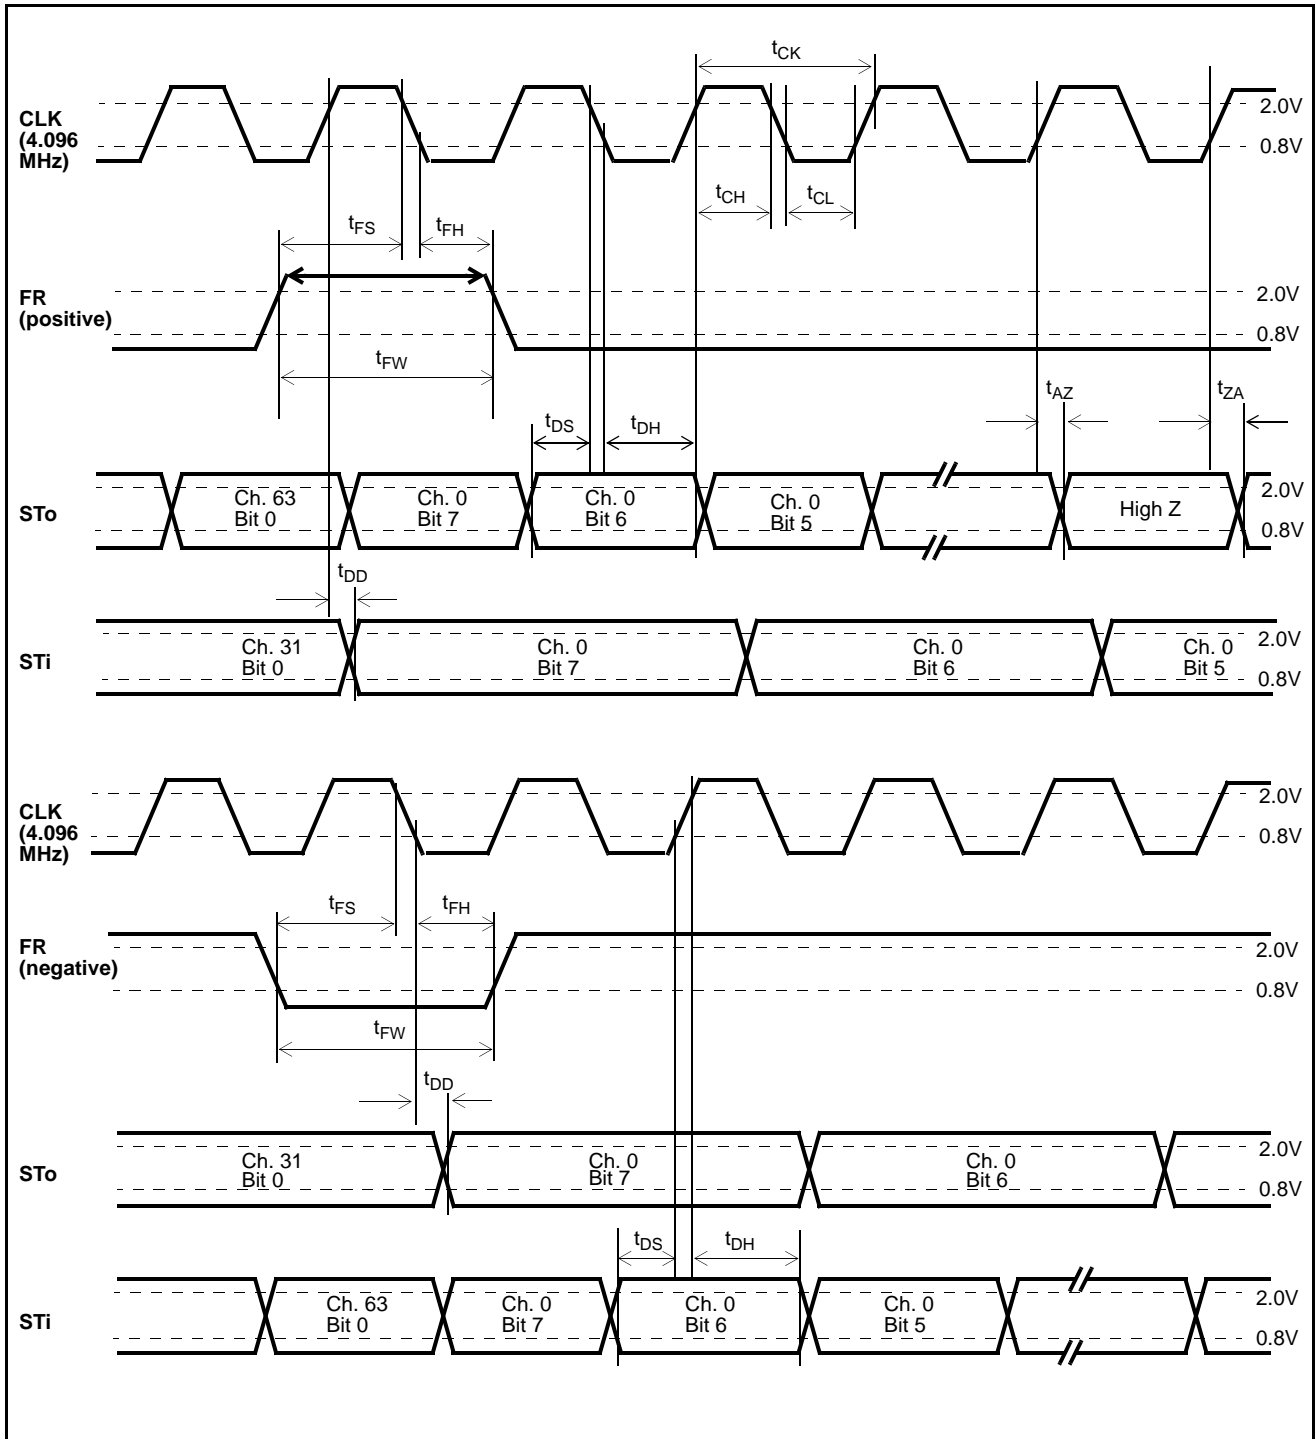 tCK
CLK
(4.096
MHz)
2.0V
0.8V
tCH
tCL
tFS
tFH
FR
(positive)
2.0V
0.8V
tFW
tAZ
tZA
tDS
tDH
STo
Ch. 63
Bit 0
Ch. 0
Bit 7
Ch. 0
Bit 6
Ch. 0
Bit 5
High Z
2.0V
0.8V
tDD
STi
Ch. 31
Bit 0
Ch. 0
Bit 7
Ch. 0
Bit 6
Ch. 0
Bit 5
2.0V
0.8V
CLK
(4.096
MHz)
2.0V
0.8V
tFS
tFH
FR
(negative)
2.0V
0.8V
tFW
tDD
STo
Ch. 31
Bit 0
Ch. 0
Bit 7
Ch. 0
Bit 6
2.0V
0.8V
tDS
tDH
STi
Ch. 63
Bit 0
Ch. 0
Bit 7
Ch. 0
Bit 6
Ch. 0
Bit 5
2.0V
0.8V